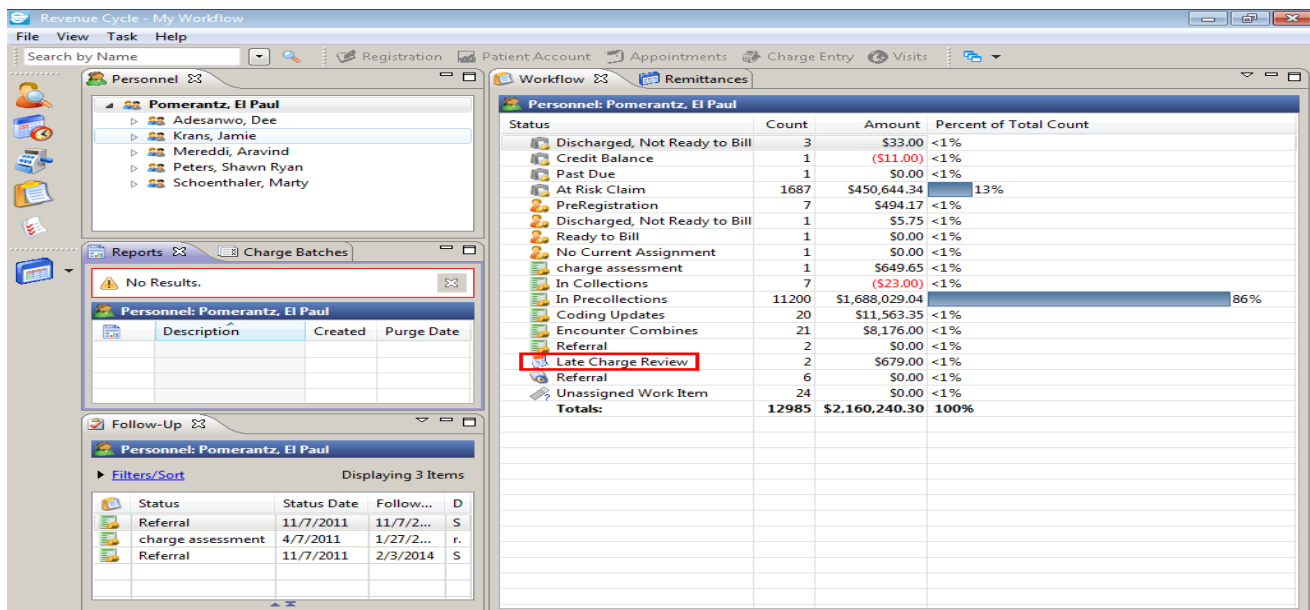 Revenue Cycle - My Workflow
File View Task Help
Search by Name Registration Patient Account Appointments Charge Entry Visits
Personnel
Pomerantz, El Paul
Adesanwo, Dee
Krans, Jamie
Mereddi, Aravind
Peters, Shawn Ryan
Schoenthaler, Marty
Reports Charge Batches
No Results.
Personnel: Pomerantz, El Paul
Description Created Purge Date
Follow-Up
Personnel: Pomerantz, El Paul
Filters/Sort Displaying 3 Items
Status Status Date Follow... D
Referral 11/7/2011 11/7/2... S
charge assessment 4/7/2011 1/27/2... r.
Referral 11/7/2011 2/3/2014 S
Workflow Remittances
Personnel: Pomerantz, El Paul
Status Count Amount Percent of Total Count
Discharged, Not Ready to Bill 3 $33.00 <1%
Credit Balance 1 ($11.00) <1%
Past Due 1 $0.00 <1%
At Risk Claim 1687 $450,644.34 13%
PreRegistration 7 $494.17 <1%
Discharged, Not Ready to Bill 1 $5.75 <1%
Ready to Bill 1 $0.00 <1%
No Current Assignment 1 $0.00 <1%
charge assessment 1 $649.65 <1%
In Collections 7 ($23.00) <1%
In Precollections 11200 $1,688,029.04 86%
Coding Updates 20 $11,563.35 <1%
Encounter Combines 21 $8,176.00 <1%
Referral 2 $0.00 <1%
Late Charge Review 2 $679.00 <1%
Referral 6 $0.00 <1%
Unassigned Work Item 24 $0.00 <1%
Totals: 12985 $2,160,240.30 100%